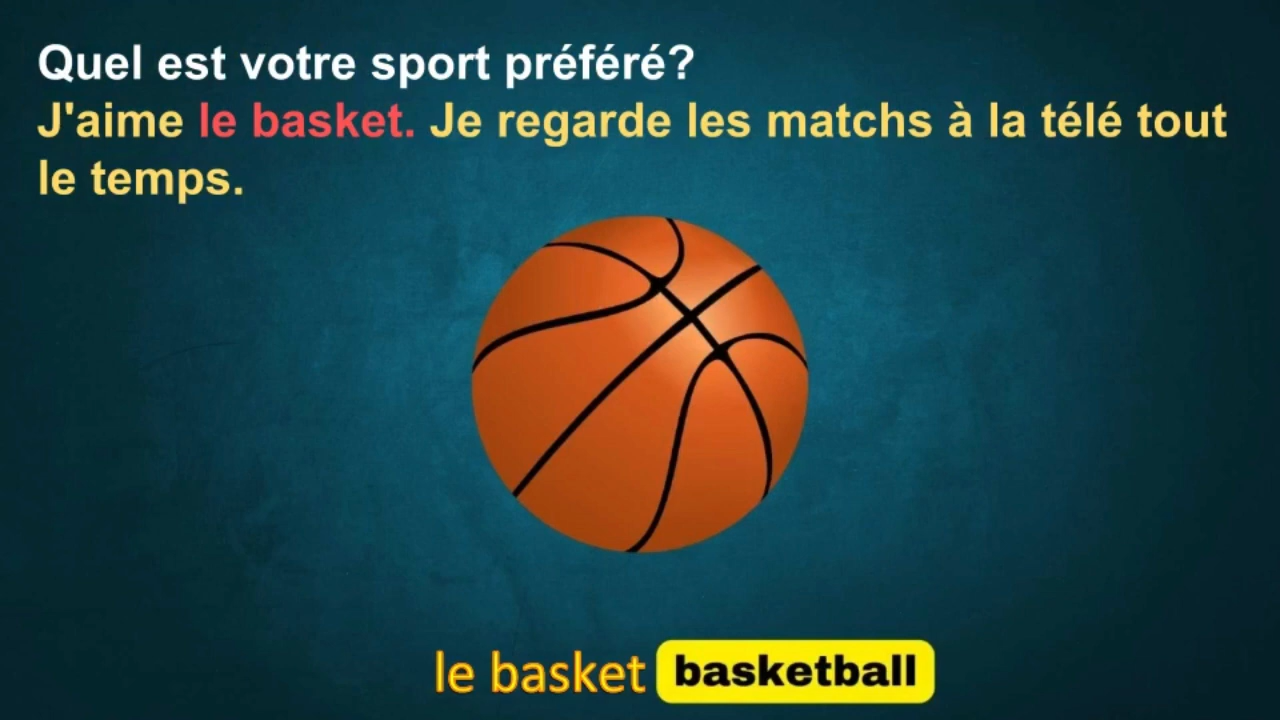 Quel est votre sport préféré?
J'aime le basket. Je regarde les matchs à la télé tout
le temps.
le basket basketball